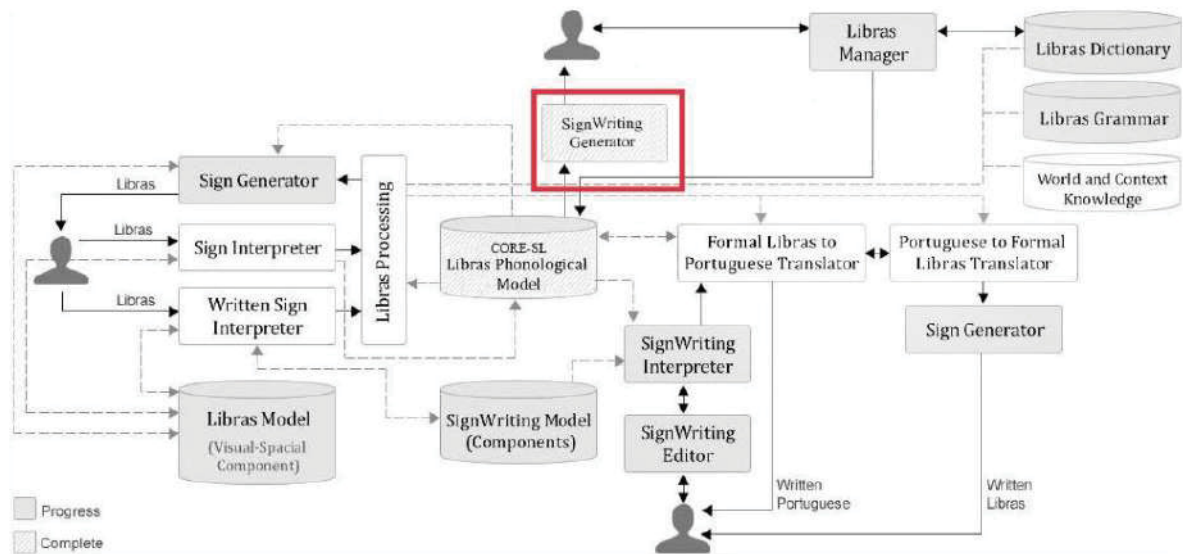 Libras
Manager
Libras Dictionary
SignWriting
Generator
Libras Grammar
World and Context
Knowledge
Libras
Sign Generator
Libras
Sign Interpreter
Libras
Written Sign
Interpreter
Libras Processing
CORE-SL
Libras Phonological
Model
Formal Libras to
Portuguese Translator
Portuguese to Formal
Libras Translator
Sign Generator
SignWriting
Interpreter
Libras Model
(Visual-Spacial
Component)
SignWriting Model
(Components)
SignWriting
Editor
Written
Portuguese
Written
Libras
Progress
Complete